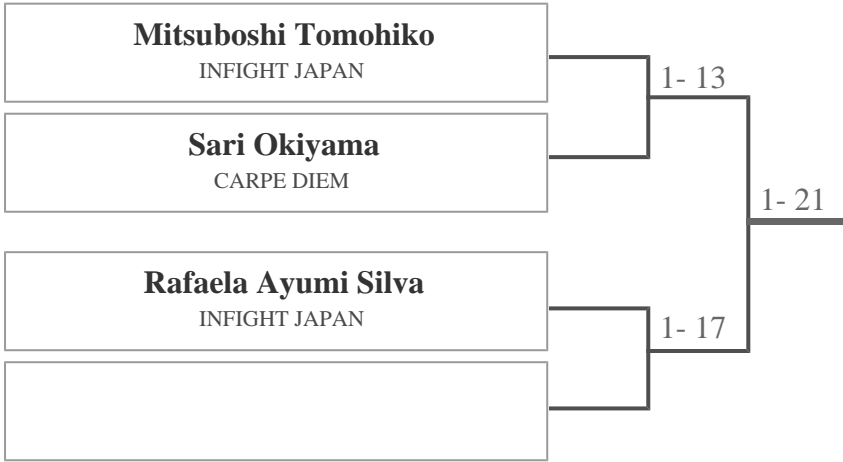 Mitsuboshi Tomohiko
INFIGHT JAPAN
1- 13
Sari Okiyama
CARPE DIEM
1- 21
Rafaela Ayumi Silva
INFIGHT JAPAN
1- 17